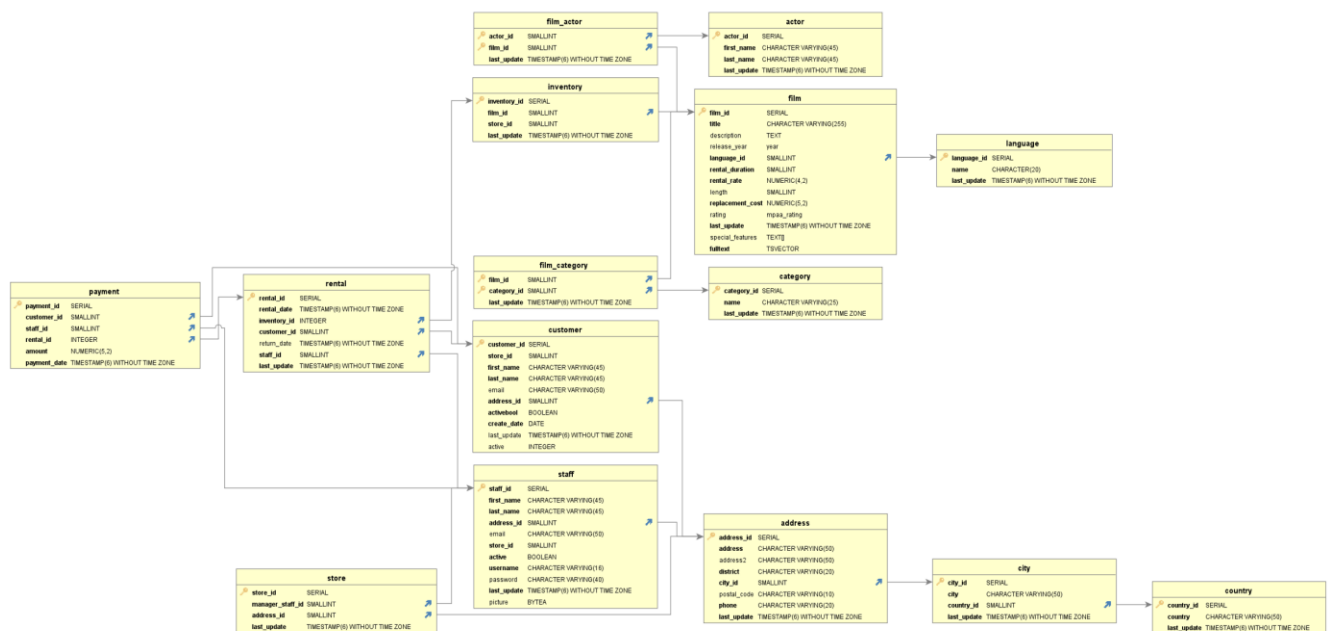 film_actor
actor_id SMALLINT
film_id SMALLINT
last_update TIMESTAMP(6) WITHOUT TIME ZONE
actor
actor_id SERIAL
first_name CHARACTER VARYING(45)
last_name CHARACTER VARYING(45)
last_update TIMESTAMP(6) WITHOUT TIME ZONE
inventory
inventory_id SERIAL
film_id SMALLINT
store_id SMALLINT
last_update TIMESTAMP(6) WITHOUT TIME ZONE
film
film_id SERIAL
title CHARACTER VARYING(255)
description TEXT
release_year year
language_id SMALLINT
rental_duration SMALLINT
rental_rate NUMERIC(4,2)
length SMALLINT
replacement_cost NUMERIC(5,2)
rating mpaa_rating
last_update TIMESTAMP(6) WITHOUT TIME ZONE
special_features TEXT[]
fulltext TSVECTOR
language
language_id SERIAL
name CHARACTER(20)
last_update TIMESTAMP(6) WITHOUT TIME ZONE
film_category
film_id SMALLINT
category_id SMALLINT
last_update TIMESTAMP(6) WITHOUT TIME ZONE
category
category_id SERIAL
name CHARACTER VARYING(25)
last_update TIMESTAMP(6) WITHOUT TIME ZONE
payment
payment_id SERIAL
customer_id SMALLINT
staff_id SMALLINT
rental_id INTEGER
amount NUMERIC(5,2)
payment_date TIMESTAMP(6) WITHOUT TIME ZONE
rental
rental_id SERIAL
rental_date TIMESTAMP(6) WITHOUT TIME ZONE
inventory_id INTEGER
customer_id SMALLINT
return_date TIMESTAMP(6) WITHOUT TIME ZONE
staff_id SMALLINT
last_update TIMESTAMP(6) WITHOUT TIME ZONE
customer
customer_id SERIAL
store_id SMALLINT
first_name CHARACTER VARYING(45)
last_name CHARACTER VARYING(45)
email CHARACTER VARYING(50)
address_id SMALLINT
activebool BOOLEAN
create_date DATE
last_update TIMESTAMP(6) WITHOUT TIME ZONE
active INTEGER
staff
staff_id SERIAL
first_name CHARACTER VARYING(45)
last_name CHARACTER VARYING(45)
address_id SMALLINT
email CHARACTER VARYING(50)
store_id SMALLINT
active BOOLEAN
username CHARACTER VARYING(16)
password CHARACTER VARYING(40)
last_update TIMESTAMP(6) WITHOUT TIME ZONE
picture BYTEA
store
store_id SERIAL
manager_staff_id SMALLINT
address_id SMALLINT
last_update TIMESTAMP(6) WITHOUT TIME ZONE
address
address_id SERIAL
address CHARACTER VARYING(50)
address2 CHARACTER VARYING(50)
district CHARACTER VARYING(20)
city_id SMALLINT
postal_code CHARACTER VARYING(10)
phone CHARACTER VARYING(20)
last_update TIMESTAMP(6) WITHOUT TIME ZONE
city
city_id SERIAL
city CHARACTER VARYING(50)
country_id SMALLINT
last_update TIMESTAMP(6) WITHOUT TIME ZONE
country
country_id SERIAL
country CHARACTER VARYING(50)
last_update TIMESTAMP(6) WITHOUT TIME ZONE